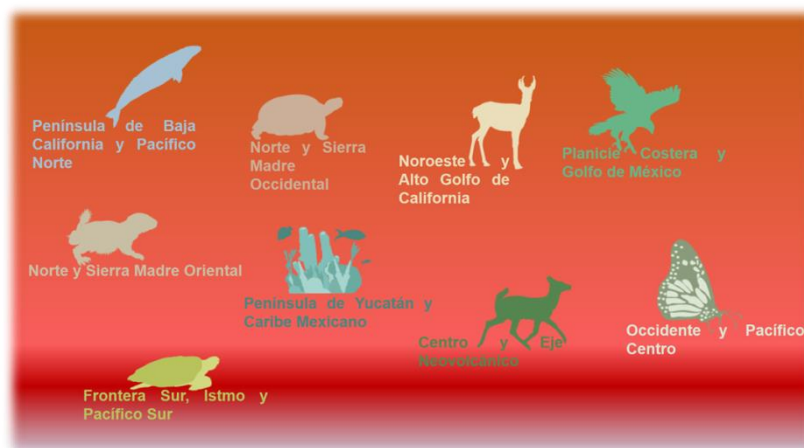 Península de Baja
California y Pacífico
Norte
Norte y Sierra
Madre
Occidental
Noroeste y
Alto Golfo de
California
Planicie Costera y
Golfo de México
Norte y Sierra Madre Oriental
Península de Yucatán y
Caribe Mexicano
Centro y Eje
Neovolcánico
Occidente y Pacífico
Centro
Frontera Sur, Istmo y
Pacífico Sur